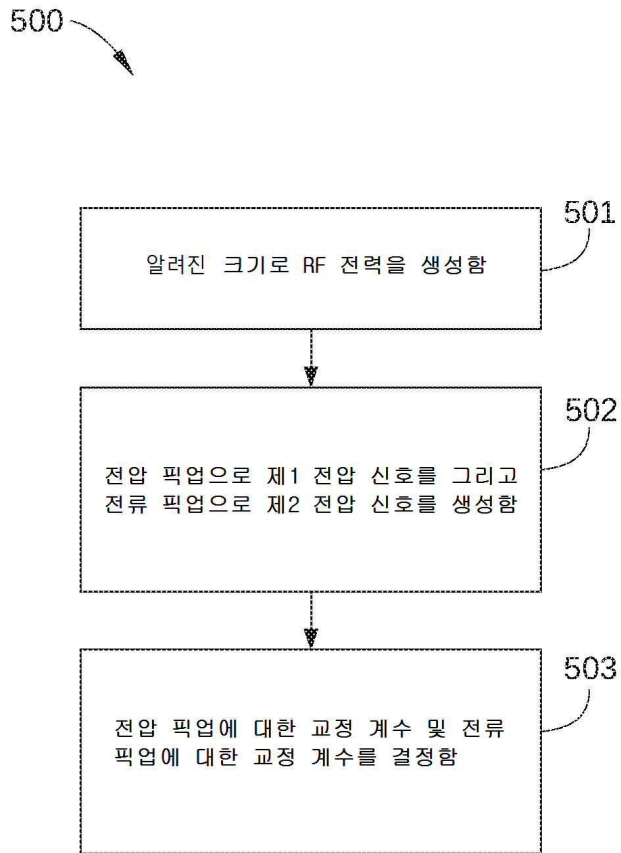 500
501
알려진 크기로 RF 전력을 생성함
502
전압 픽업으로 제1 전압 신호를 그리고
전류 픽업으로 제2 전압 신호를 생성함
503
전압 픽업에 대한 교정 계수 및 전류
픽업에 대한 교정 계수를 결정함